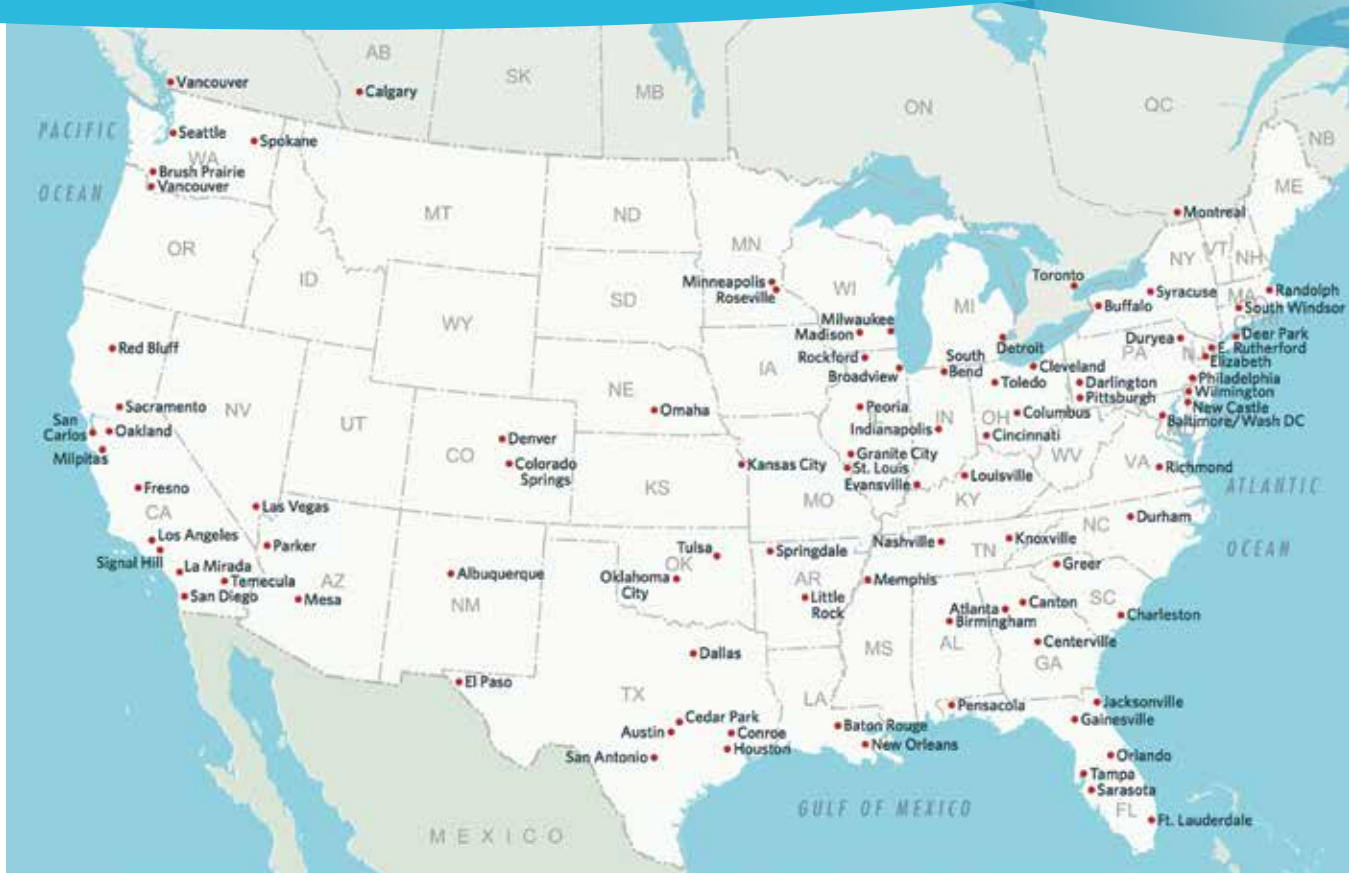 AB
SK
MB
ON
QC
NB
Vancouver
Calgary
PACIFIC
OCEAN
Seattle
Spokane
WA
Brush Prairie
Vancouver
MT
ND
MN
ME
Montreal
OR
ID
SD
WY
WI
MI
NY
VT
NH
Minneapolis
Roseville
Toronto
Syracuse
Buffalo
MA
Randolph
South Windsor
Milwaukee
Madison
Detroit
Duryea
Deer Park
E. Rutherford
Elizabeth
PA
NJ
Red Bluff
IA
Rockford
Broadview
South
Bend
Cleveland
Toledo
Darlington
Pittsburgh
Philadelphia
Wilmington
New Castle
Baltimore/Wash DC
NE
Omaha
Peoria
IN
Indianapolis
OH
Columbus
Cincinnati
Sacramento
San
Carlos
Oakland
Milpitas
NV
UT
CO
Denver
Colorado
Springs
KS
Kansas City
Granite City
St. Louis
Evansville
MO
Louisville
KY
WV
VA
Richmond
ATLANTIC
OCEAN
Fresno
CA
Las Vegas
Los Angeles
Signal Hill
Parker
La Mirada
Temecula
San Diego
AZ
Mesa
Albuquerque
NM
Tulsa
OK
Oklahoma
City
Springdale
AR
Little
Rock
Nashville
TN
Knoxville
NC
Durham
Memphis
Greer
SC
Charleston
Atlanta
Canton
Birmingham
MS
AL
Centerville
GA
Dallas
El Paso
TX
LA
Cedar Park
Austin
Conroe
Houston
San Antonio
Baton Rouge
New Orleans
Pensacola
Jacksonville
Gainesville
Orlando
Tampa
Sarasota
FL
Ft. Lauderdale
GULF OF MEXICO
MEXICO